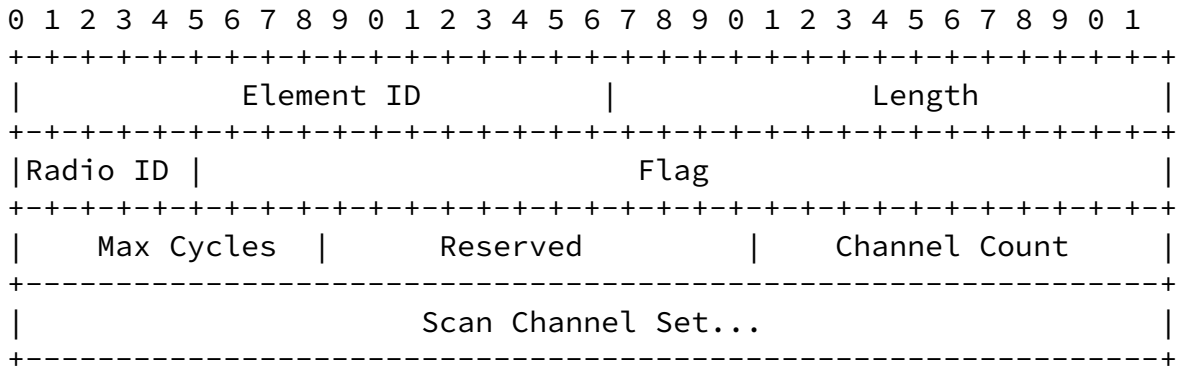 0 1 2 3 4 5 6 7 8 9 0 1 2 3 4 5 6 7 8 9 0 1 2 3 4 5 6 7 8 9 0 1
+-+-+-+-+-+-+-+-+-+-+-+-+-+-+-+-+-+-+-+-+-+-+-+-+-+-+-+-+-+-+-+-+
|            Element ID          |              Length          |
+-+-+-+-+-+-+-+-+-+-+-+-+-+-+-+-+-+-+-+-+-+-+-+-+-+-+-+-+-+-+-+-+
|Radio ID |                        Flag                         |
+-+-+-+-+-+-+-+-+-+-+-+-+-+-+-+-+-+-+-+-+-+-+-+-+-+-+-+-+-+-+-+-+
|    Max Cycles  |      Reserved         |    Channel Count     |
+---------------------------------------------------------------+
|                      Scan Channel Set...                      |
+---------------------------------------------------------------+